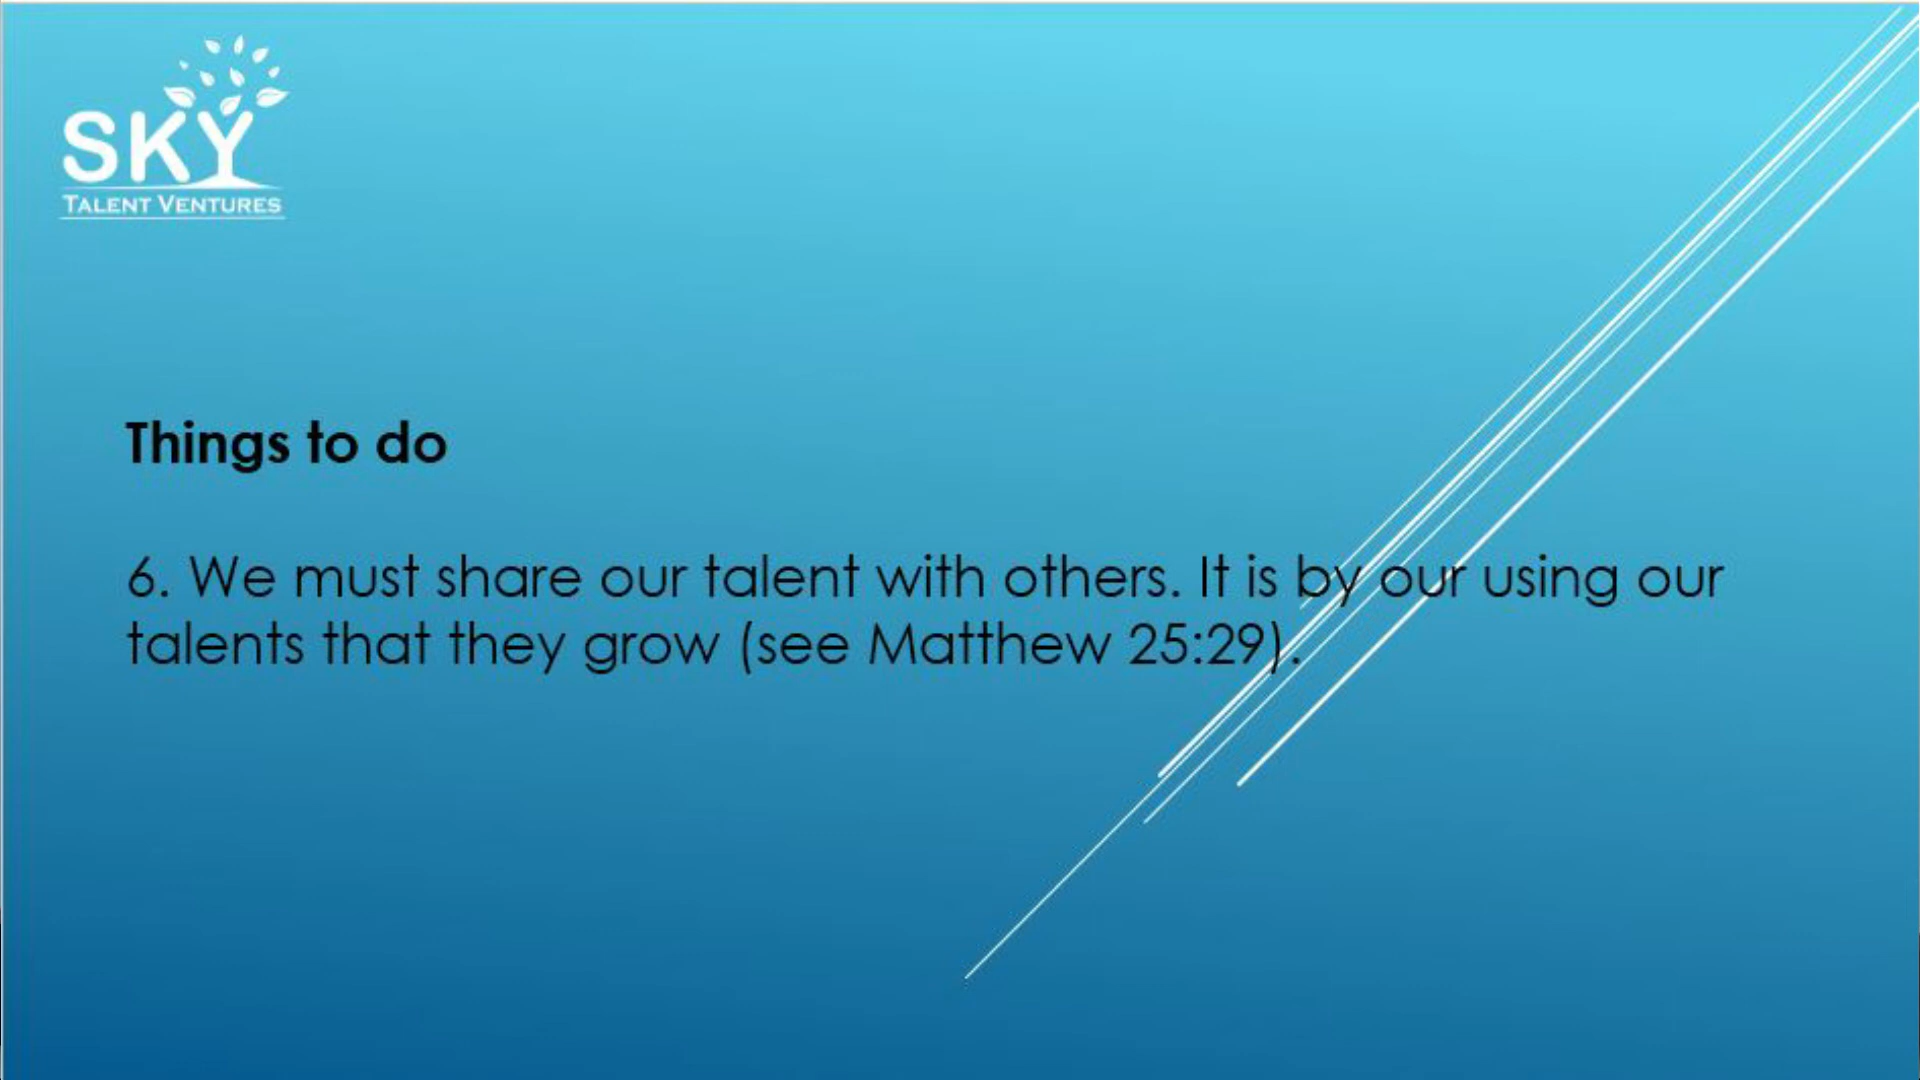 SKY
TALENT VENTURES
Things to do
6. We must share our talent with others. It is by our using our
talents that they grow (see Matthew 25:29).